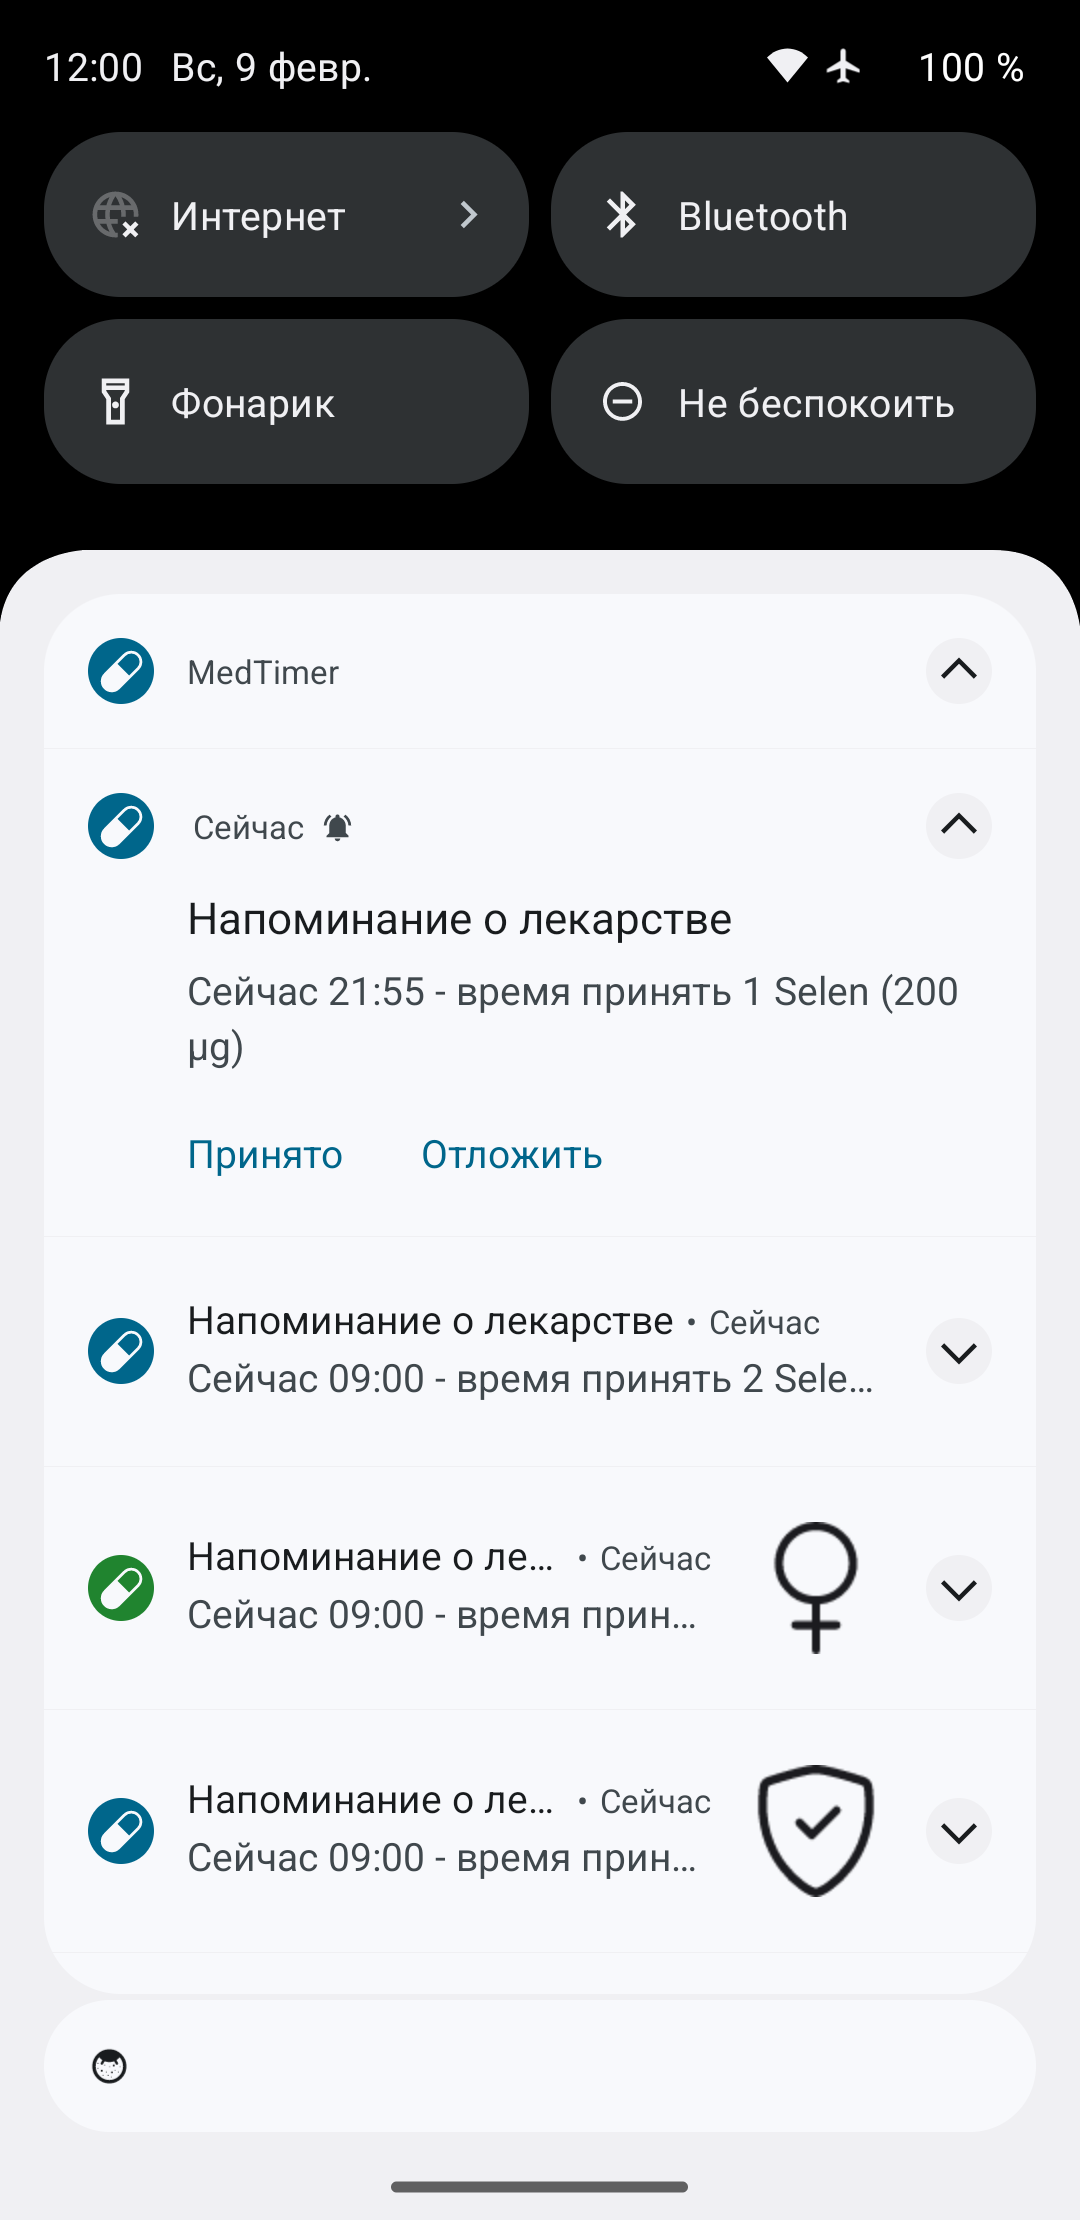 12:00 Вс, 9 февр. 100 %
Интернет
Bluetooth
Фонарик
Не беспокоить
MedTimer
Сейчас
Напоминание о лекарстве
Сейчас 21:55 - время принять 1 Selen (200
µg)
Принято Отложить
Напоминание о лекарстве • Сейчас
Сейчас 09:00 - время принять 2 Sele…
Напоминание о ле… • Сейчас
Сейчас 09:00 - время прин…
Напоминание о ле… • Сейчас
Сейчас 09:00 - время прин…